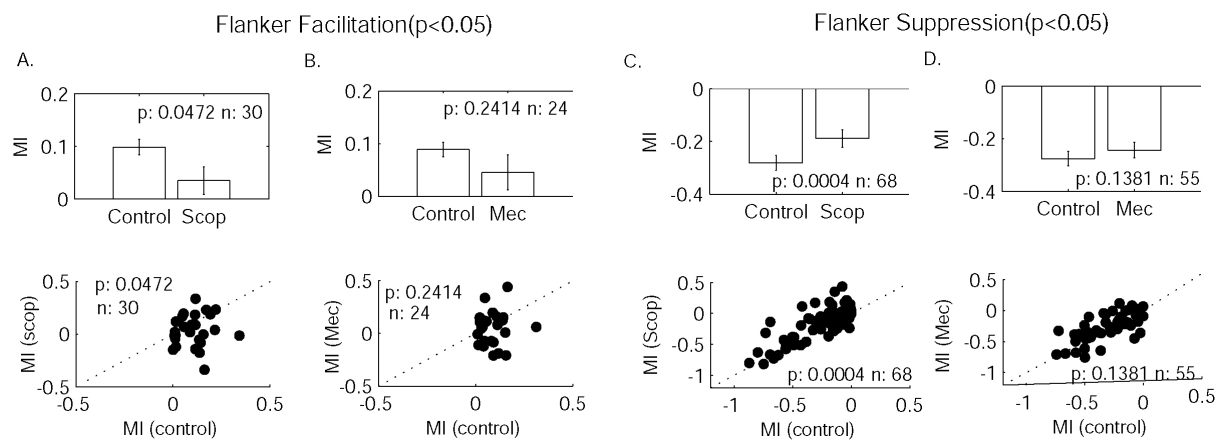 Flanker Facilitation(p<0.05)
Flanker Suppression(p<0.05)
A.
0.2
0.1
0
MI
p: 0.0472 n: 30
Control Scop
B.
0.2
0.1
0
MI
p: 0.2414 n: 24
Control Mec
C.
0
-0.2
-0.4
MI
p: 0.0004 n: 68
Control Scop
D.
0
-0.2
-0.4
MI
p: 0.1381 n: 55
Control Mec
0.5
0
-0.5
MI (scop)
p: 0.0472
n: 30
-0.5 0 0.5
MI (control)
0.5
0
-0.5
MI (Mec)
p: 0.2414
n: 24
-0.5 0 0.5
MI (control)
0.5
0
-0.5
-1
MI (Scop)
p: 0.0004 n: 68
-1 -0.5 0 0.5
MI (control)
0.5
0
-0.5
-1
MI (Mec)
p: 0.1381 n: 55
-1 -0.5 0 0.5
MI (control)